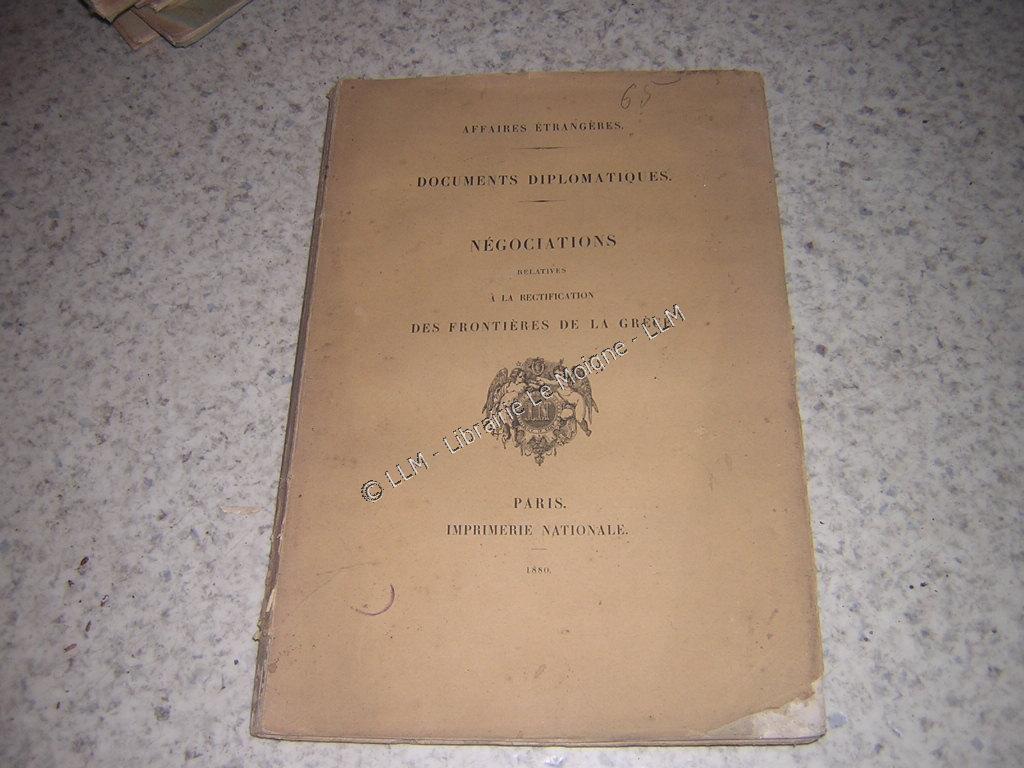 65
AFFAIRES ÉTRANGÈRES.
DOCUMENTS DIPLOMATIQUES.
NÉGOCIATIONS
RELATIVES
À LA RECTIFICATION
DES FRONTIÈRES DE LA GRÈCE
© LLM - Librairie Le Moigne - LLM
PARIS.
IMPRIMERIE NATIONALE.
1880.